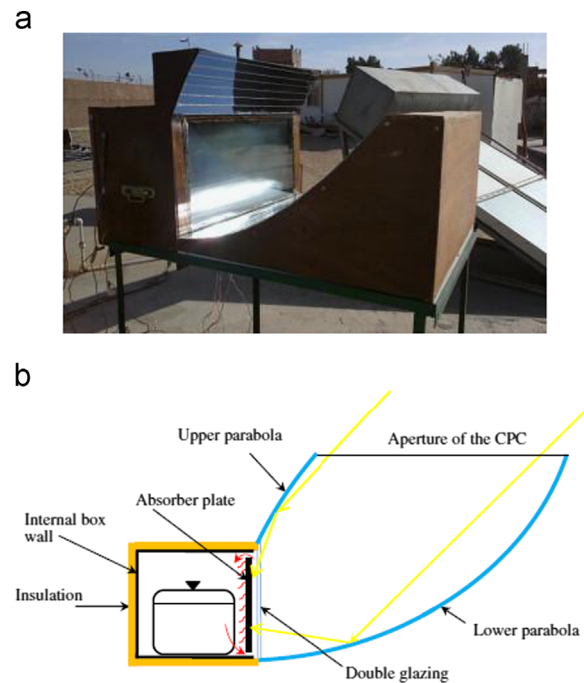 a
b
Upper parabola
Aperture of the CPC
Absorber plate
Internal box
wall
Insulation
Lower parabola
Double glazing